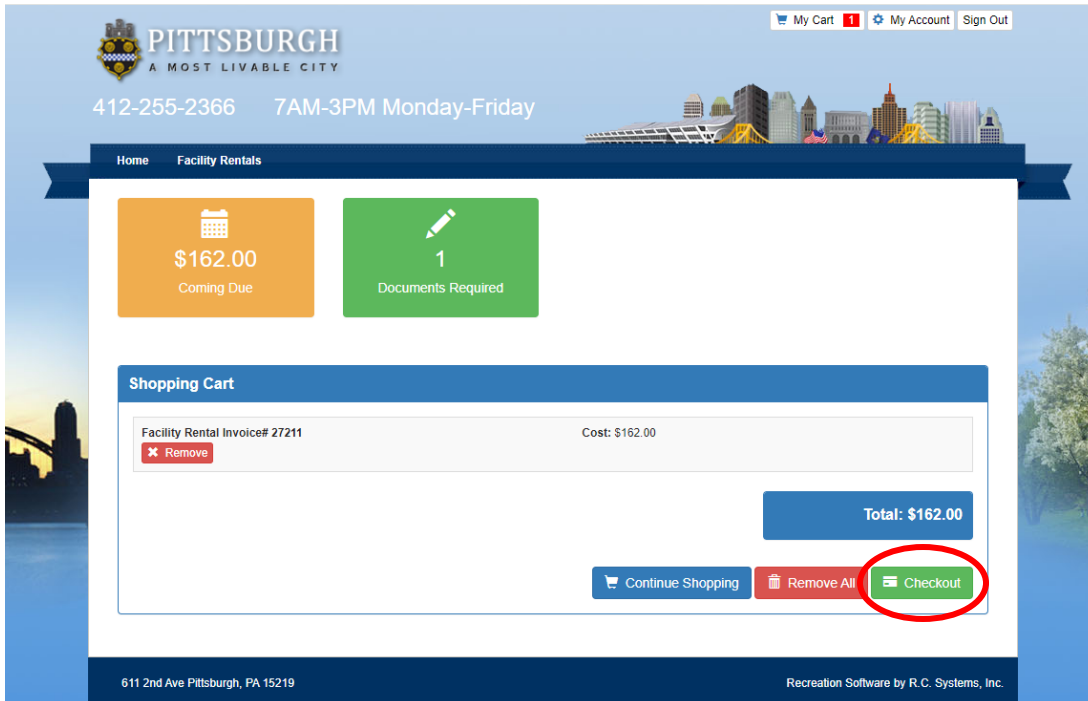 My Cart 1 My Account Sign Out
PITTSBURGH
A MOST LIVABLE CITY
412-255-2366 7AM-3PM Monday-Friday
Home Facility Rentals
$162.00
Coming Due
1
Documents Required
Shopping Cart
Facility Rental Invoice# 27211 Cost: $162.00
Remove
Total: $162.00
Continue Shopping Remove All Checkout
611 2nd Ave Pittsburgh, PA 15219 Recreation Software by R.C. Systems, Inc.